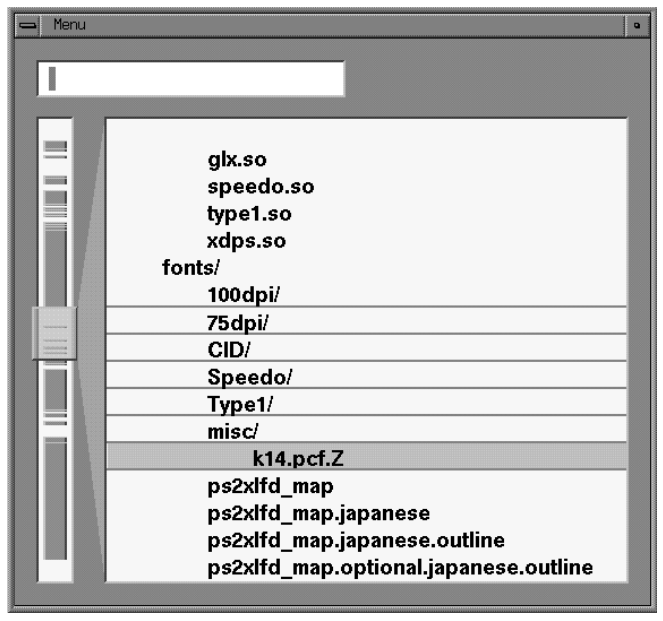 Menu
glx.so
speedo.so
type1.so
xdps.so
fonts/
100dpi/
75dpi/
CID/
Speedo/
Type1/
misc/
k14.pcf.Z
ps2xlfd_map
ps2xlfd_map.japanese
ps2xlfd_map.japanese.outline
ps2xlfd_map.optional.japanese.outline